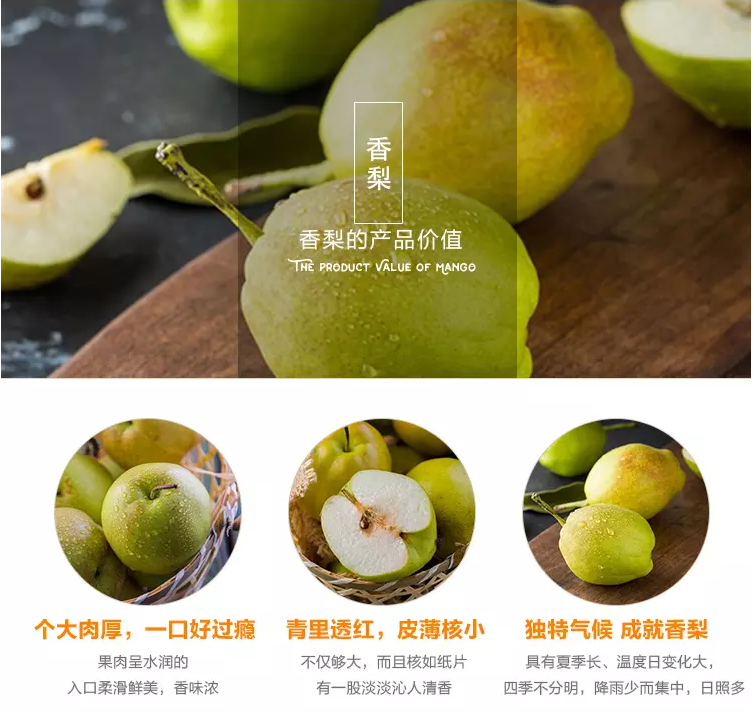 香梨
香梨的产品价值
THE PRODUCT VALUE OF MANGO
个大肉厚，一口好过瘾
果肉呈水润的
入口柔滑鲜美，香味浓
青里透红，皮薄核小
不仅够大，而且核如纸片
有一股淡淡沁人清香
独特气候 成就香梨
具有夏季长、温度日变化大，
四季不分明，降雨少而集中，日照多